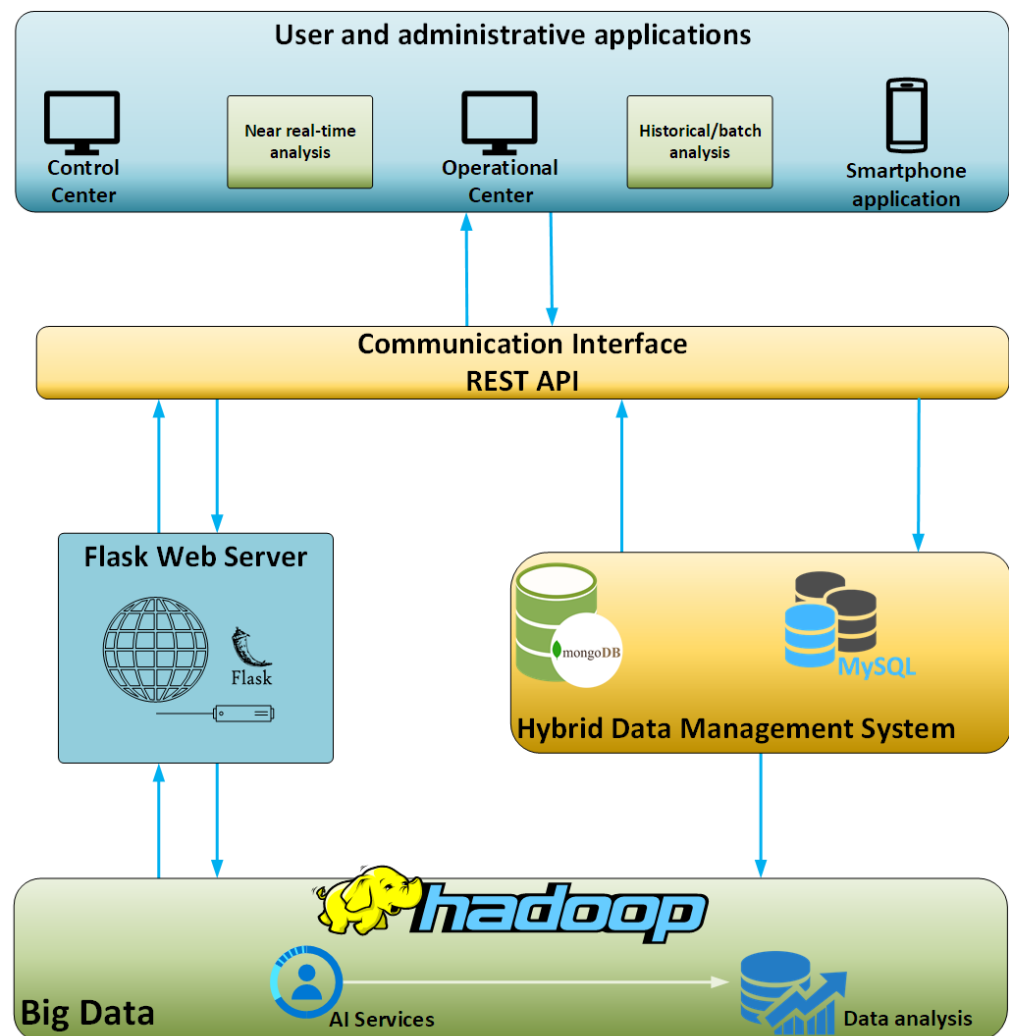 User and administrative applications
Control
Center
Near real-time
analysis
Operational
Center
Historical/batch
analysis
Smartphone
application
Communication Interface
REST API
Flask Web Server
Flask
mongoDB
MySQL
Hybrid Data Management System
hadoop
Big Data
AI Services
Data analysis